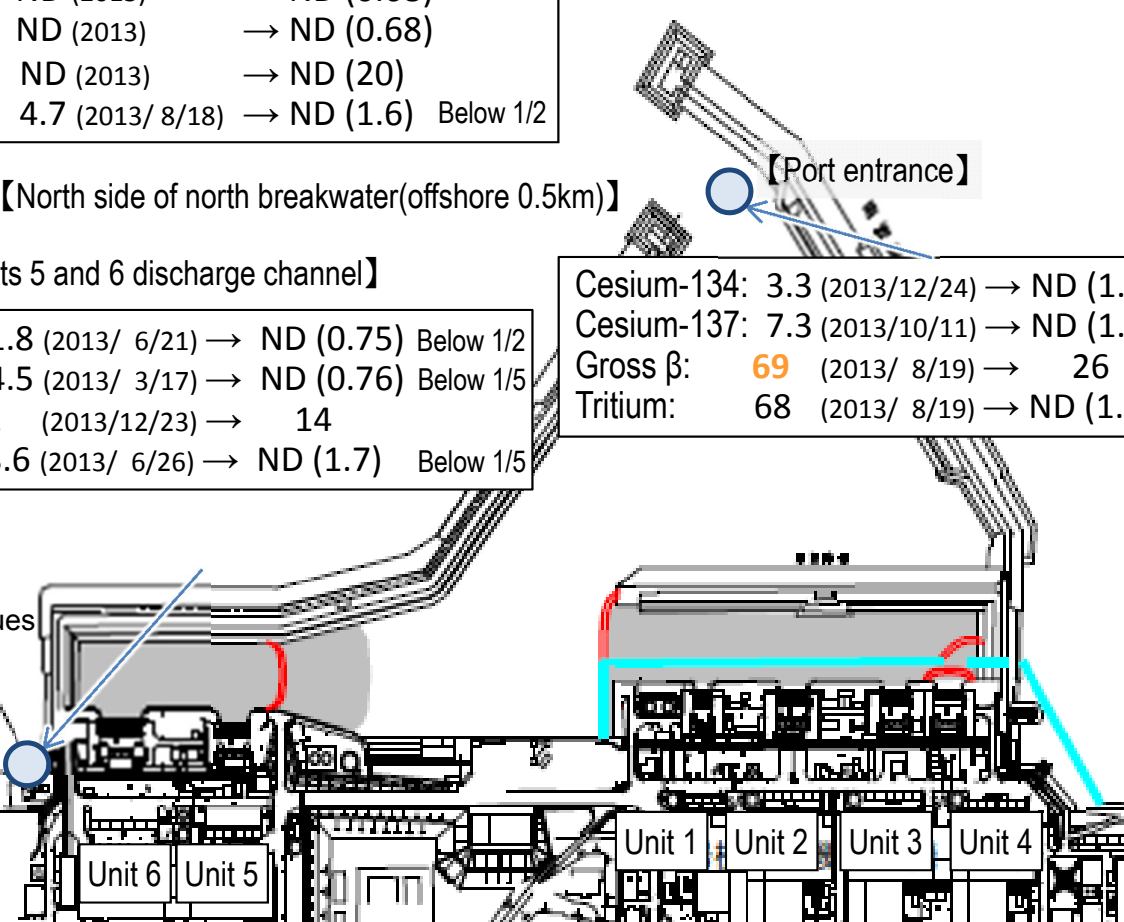 ND (2013) → ND (0.68)
ND (2013) → ND (20)
4.7 (2013/ 8/18) → ND (1.6) Below 1/2
【Port entrance】
【North side of north breakwater(offshore 0.5km)】
ts 5 and 6 discharge channel】
Cesium-134: 3.3 (2013/12/24) → ND (1.
Cesium-137: 7.3 (2013/10/11) → ND (1.
Gross β: 69 (2013/ 8/19) → 26
Tritium: 68 (2013/ 8/19) → ND (1.
.8 (2013/ 6/21) → ND (0.75) Below 1/2
.5 (2013/ 3/17) → ND (0.76) Below 1/5
(2013/12/23) → 14
.6 (2013/ 6/26) → ND (1.7) Below 1/5
ues
Unit 6 Unit 5
Unit 1 Unit 2 Unit 3 Unit 4